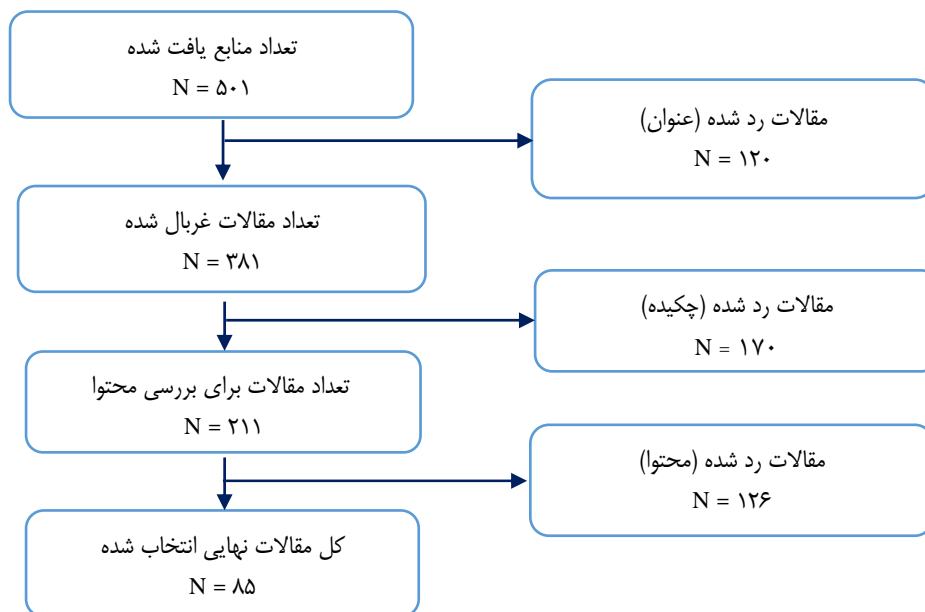 تعداد منابع یافت شده
N = ۵۰۱
مقالات رد شده (عنوان)
N = ۱۲۰
تعداد مقالات غربال شده
N = ۳۸۱
مقالات رد شده (چکیده)
N = ۱۷۰
تعداد مقالات برای بررسی محتوا
N = ۲۱۱
مقالات رد شده (محتوا)
N = ۱۲۶
کل مقالات نهایی انتخاب شده
N = ۸۵